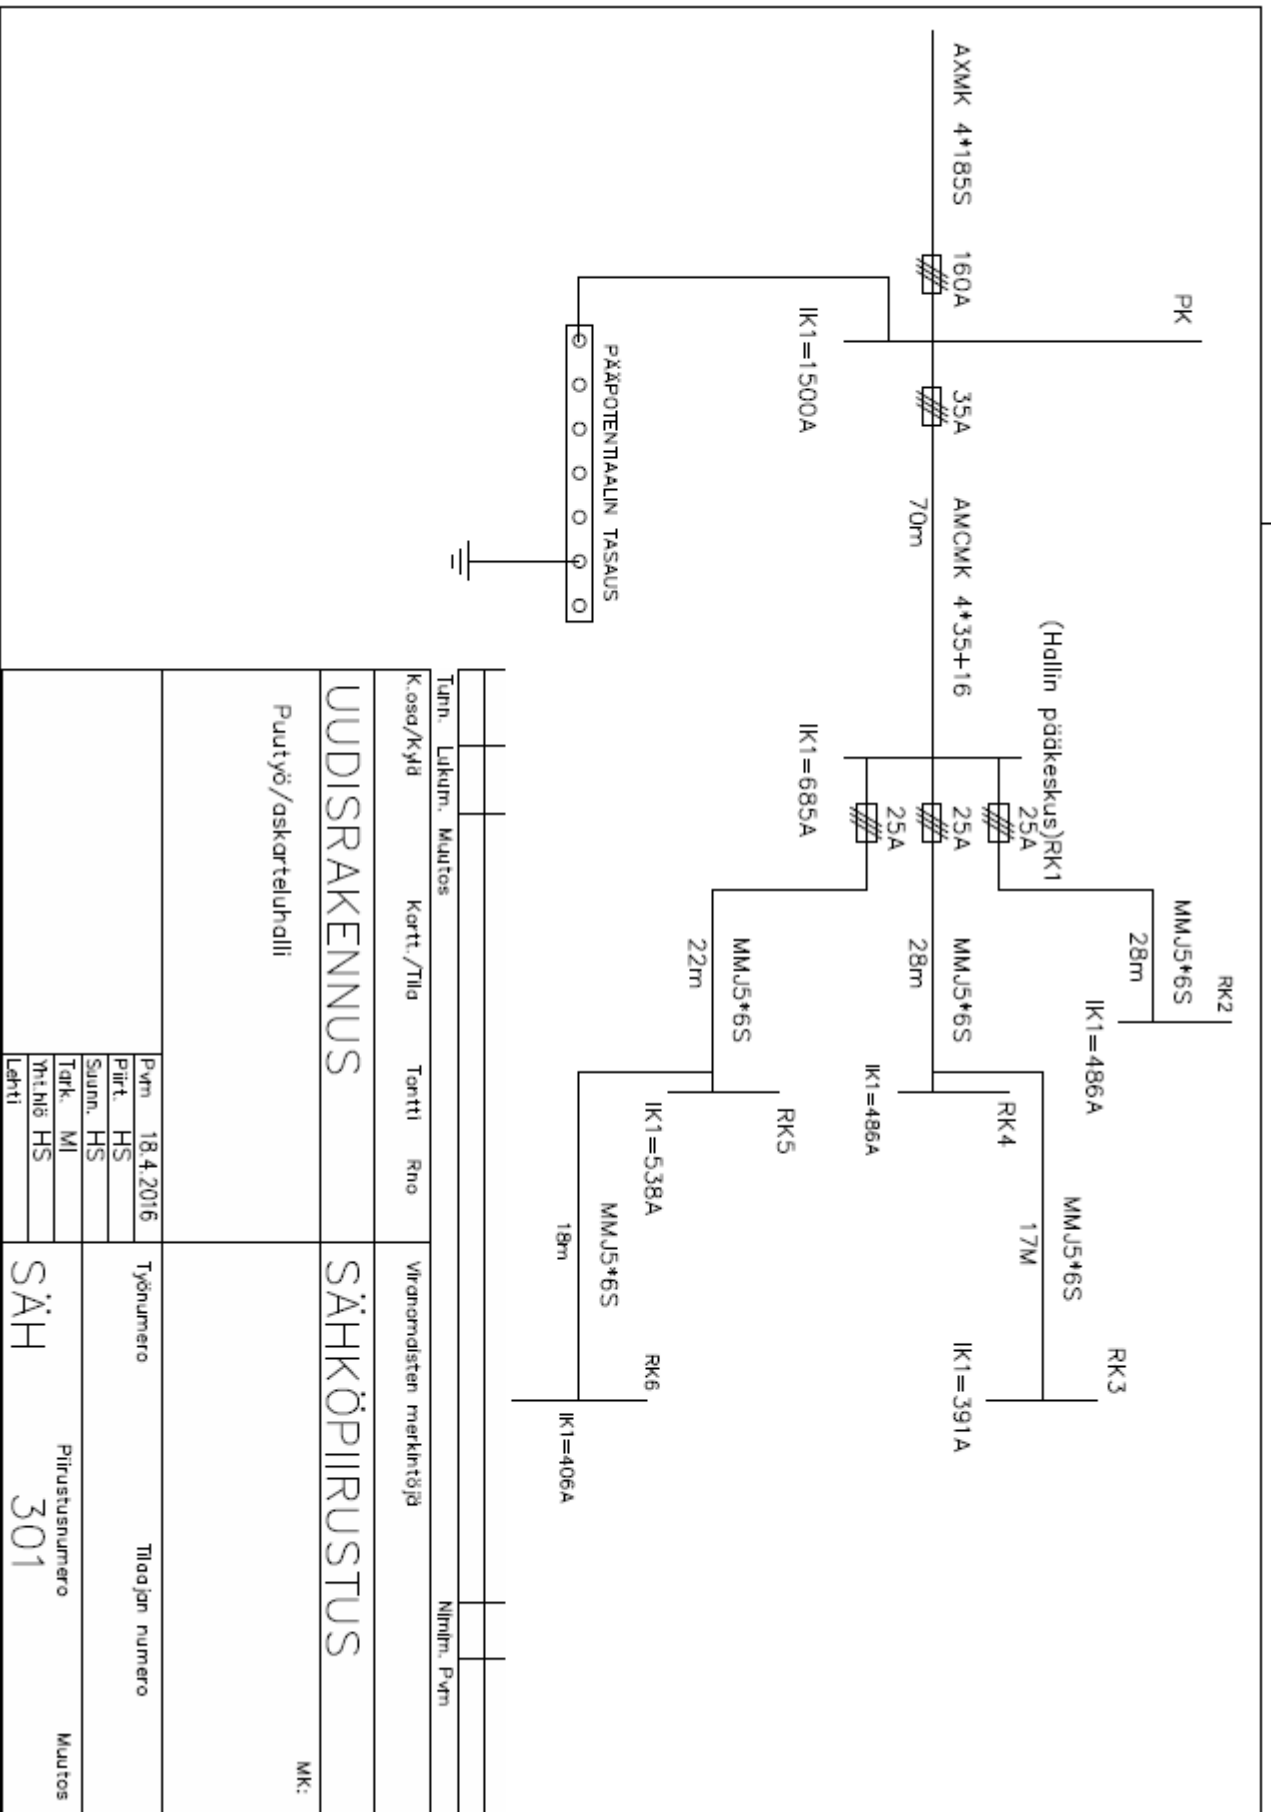 PK
AXMK 4*185S
160A
35A
AMCMK 4*35+16
70m
IK1=1500A
PÄÄPOTENTIAALIN TASAUS
(Hallin pääkeskus)RK1
25A
25A
25A
IK1=685A
RK2
MMJ5*6S
28m
IK1=486A
MMJ5*6S
28m
RK4
IK1=486A
RK3
MMJ5*6S
17M
IK1=391A
MMJ5*6S
22m
RK5
IK1=538A
MMJ5*6S
18m
RK6
IK1=406A
Tunn. Lukum. Muutos Nimim. Pvm
K.osa/Kylä Kortt./Tila Tontti Rno Viranomaisten merkintöjä
UUDISRAKENNUS SÄHKÖPIIRUSTUS
MK:
Puutyö/askarteluhalli
Pvm 18.4.2016 Työnumero Tilaajan numero
Piirt. HS
Suunn. HS
Tark. MI Piirustusnumero Muutos
Yht.hlö HS
Lehti SÄH 301